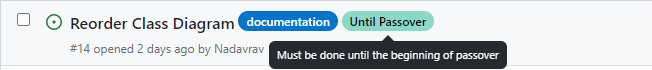 Reorder Class Diagram documentation Until Passover
#14 opened 2 days ago by Nadavrav
Must be done until the beginning of passover